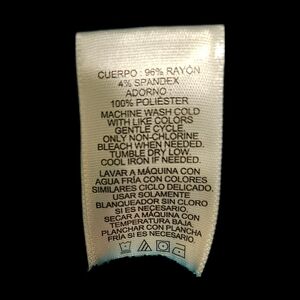 CUERPO : 96% RAYÓN
4% SPANDEX
ADORNO :
100% POLIÉSTER
MACHINE WASH COLD
WITH LIKE COLORS
GENTLE CYCLE.
ONLY NON-CHLORINE
BLEACH WHEN NEEDED.
TUMBLE DRY LOW.
COOL IRON IF NEEDED.
LAVAR A MÁQUINA CON
AGUA FRÍA CON COLORES
SIMILARES CICLO DELICADO.
USAR SOLAMENTE
BLANQUEADOR SIN CLORO
SI ES NECESARIO.
SECAR A MÁQUINA CON
TEMPERATURA BAJA.
PLANCHAR CON PLANCHA
FRÍA SI ES NECESARIO.